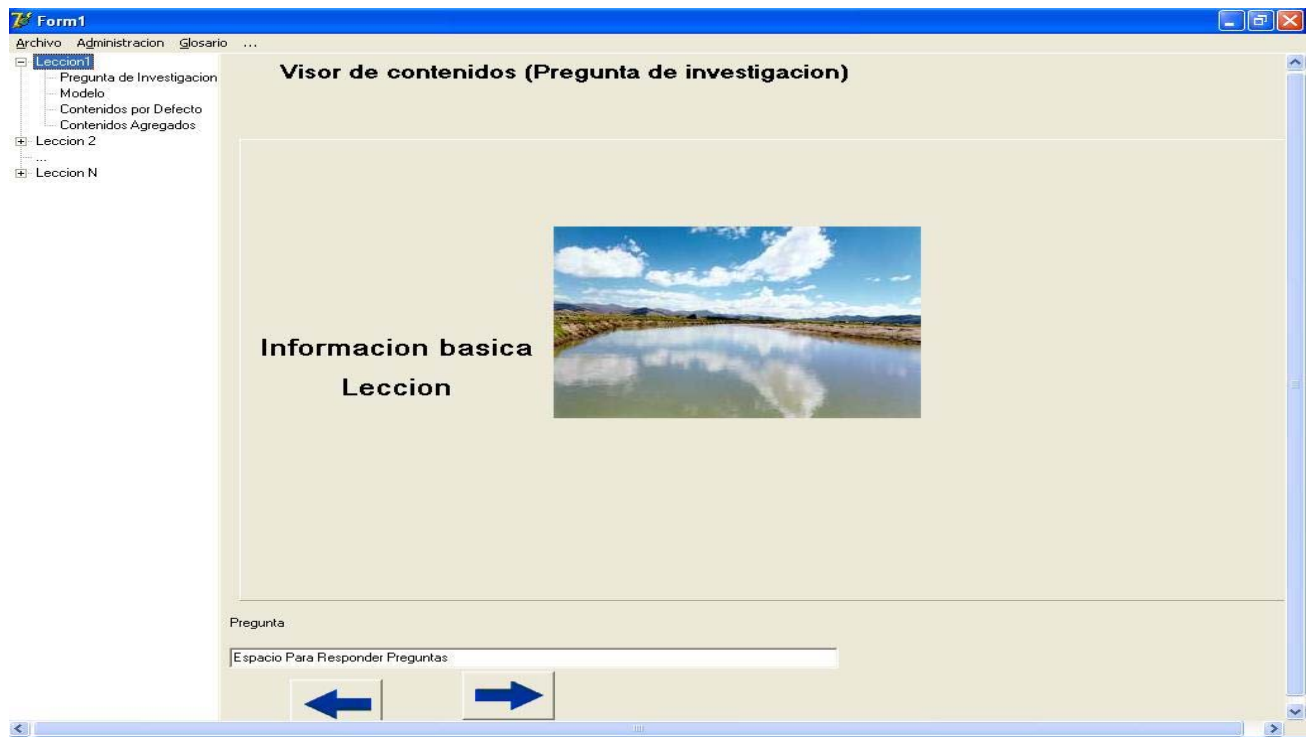 Form1
Archivo Administracion Glosario ...
Leccion1
Pregunta de Investigacion
Modelo
Contenidos por Defecto
Contenidos Agregados
Leccion 2
...
Leccion N
Visor de contenidos (Pregunta de investigacion)
Informacion basica
Leccion
Pregunta
Espacio Para Responder Preguntas